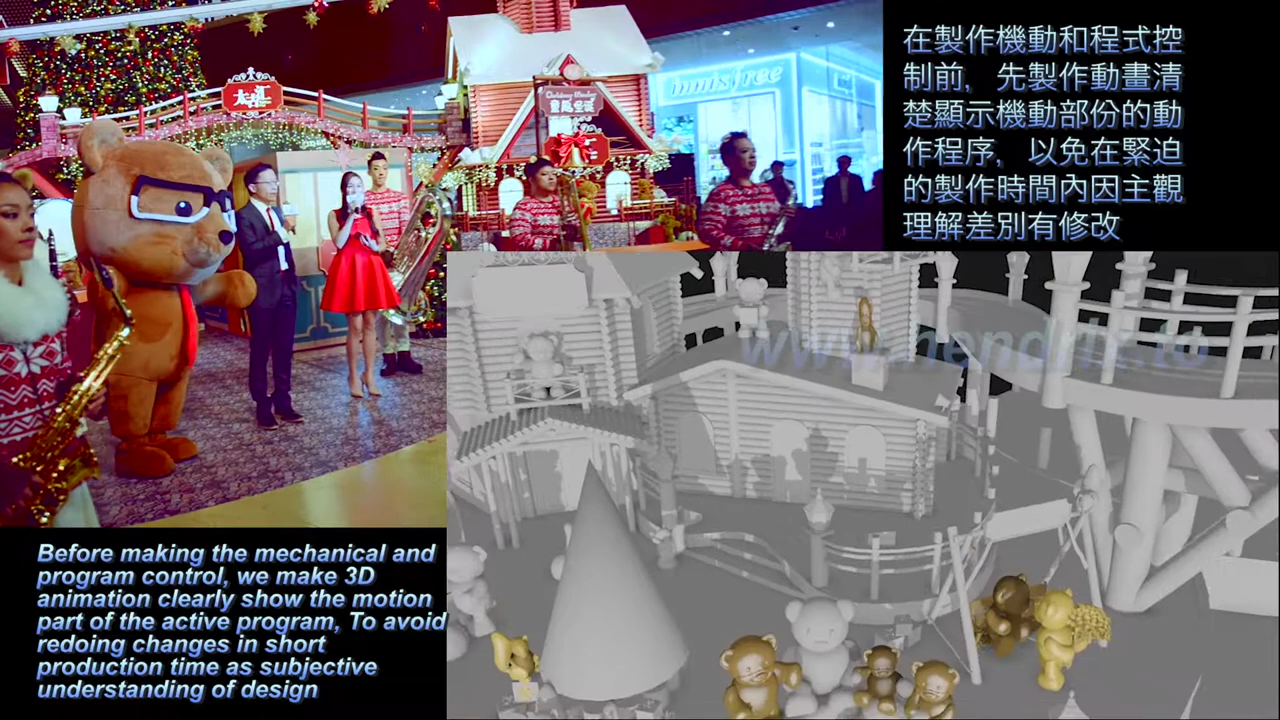 在製作機動和程式控
制前，先製作動畫清
楚顯示機動部份的動
作程序，以免在緊迫
的製作時間內因主觀
理解差別有修改
innisfree
www.hendrix.to
Before making the mechanical and
program control, we make 3D
animation clearly show the motion
part of the active program, To avoid
redoing changes in short
production time as subjective
understanding of design